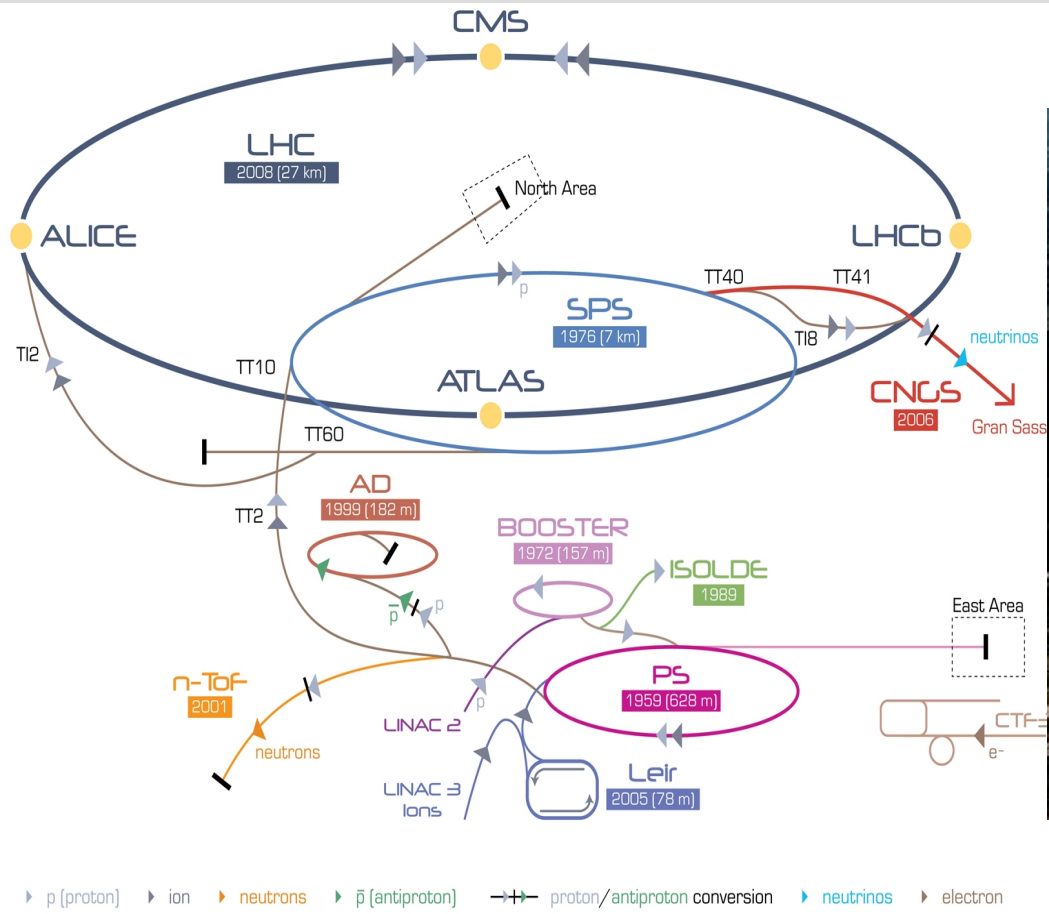 CMS
LHC
2008 (27 km)
North Area
ALICE
LHCb
TT40
TT41
p
SPS
1976 (7 km)
TI8
neutrinos
TI2
TT10
ATLAS
CNGS
2006
Gran Sass
TT60
AD
1999 (182 m)
TT2
BOOSTER
1972 (157 m)
ISOLDE
1989
p̅
p
East Area
PS
1959 (628 m)
n-ToF
2001
p
LINAC 2
neutrons
CTF3
e-
LINAC 3
Ions
Leir
2005 (78 m)
p (proton)
ion
neutrons
p̅ (antiproton)
proton/antiproton conversion
neutrinos
electron